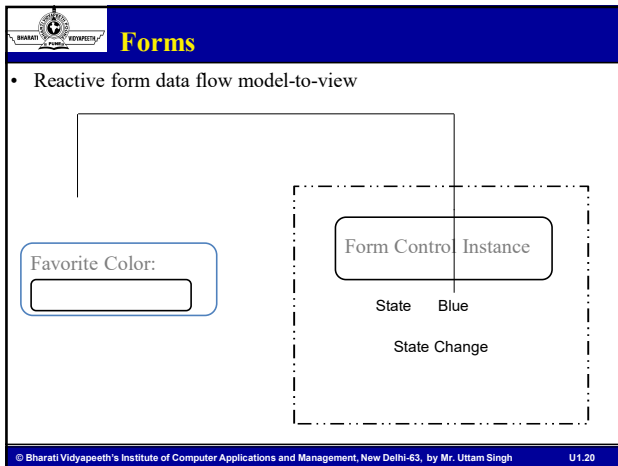 BHARATI VIDYAPEETH
PUNE
Forms
• Reactive form data flow model-to-view
Favorite Color:
Form Control Instance
State Blue
State Change
© Bharati Vidyapeeth's Institute of Computer Applications and Management, New Delhi-63, by Mr. Uttam Singh U1.20